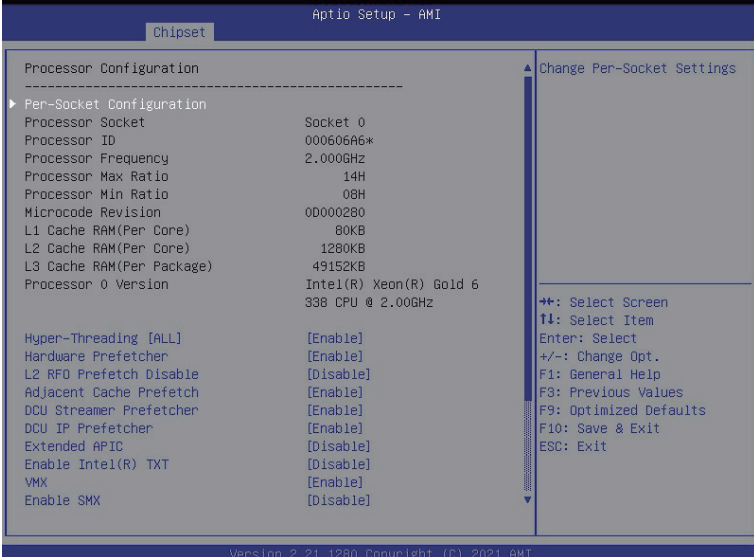 Aptio Setup – AMI
Chipset
Processor Configuration
--------------------------------------------------
Per-Socket Configuration
Processor Socket Socket 0
Processor ID 000606A6*
Processor Frequency 2.000GHz
Processor Max Ratio 14H
Processor Min Ratio 08H
Microcode Revision 0D000280
L1 Cache RAM(Per Core) 80KB
L2 Cache RAM(Per Core) 1280KB
L3 Cache RAM(Per Package) 49152KB
Processor 0 Version Intel(R) Xeon(R) Gold 6
338 CPU @ 2.00GHz
Hyper-Threading [ALL] [Enable]
Hardware Prefetcher [Enable]
L2 RFO Prefetch Disable [Disable]
Adjacent Cache Prefetch [Enable]
DCU Streamer Prefetcher [Enable]
DCU IP Prefetcher [Enable]
Extended APIC [Disable]
Enable Intel(R) TXT [Disable]
VMX [Enable]
Enable SMX [Disable]
Change Per-Socket Settings
→←: Select Screen
↑↓: Select Item
Enter: Select
+/-: Change Opt.
F1: General Help
F3: Previous Values
F9: Optimized Defaults
F10: Save & Exit
ESC: Exit
Version 2.21.1280 Copyright (C) 2021 AMI